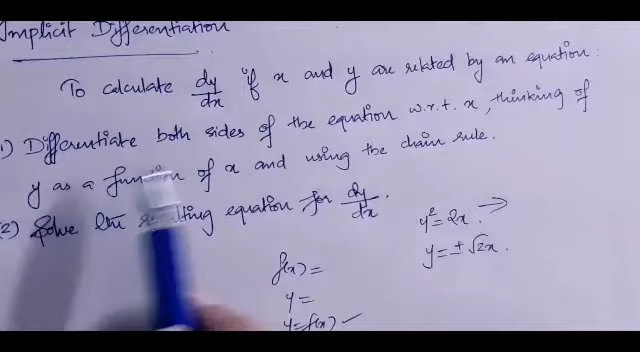 Implicit Differentiation
To calculate dy/dx if x and y are related by an equation:
1) Differentiate both sides of the equation w.r.t. x, thinking of
y as a function of x and using the chain rule.
(2) Solve the resulting equation for dy/dx.
y² = 2x. →
y = ± √2x.
f(x) =
y =
y = f(x) ✓